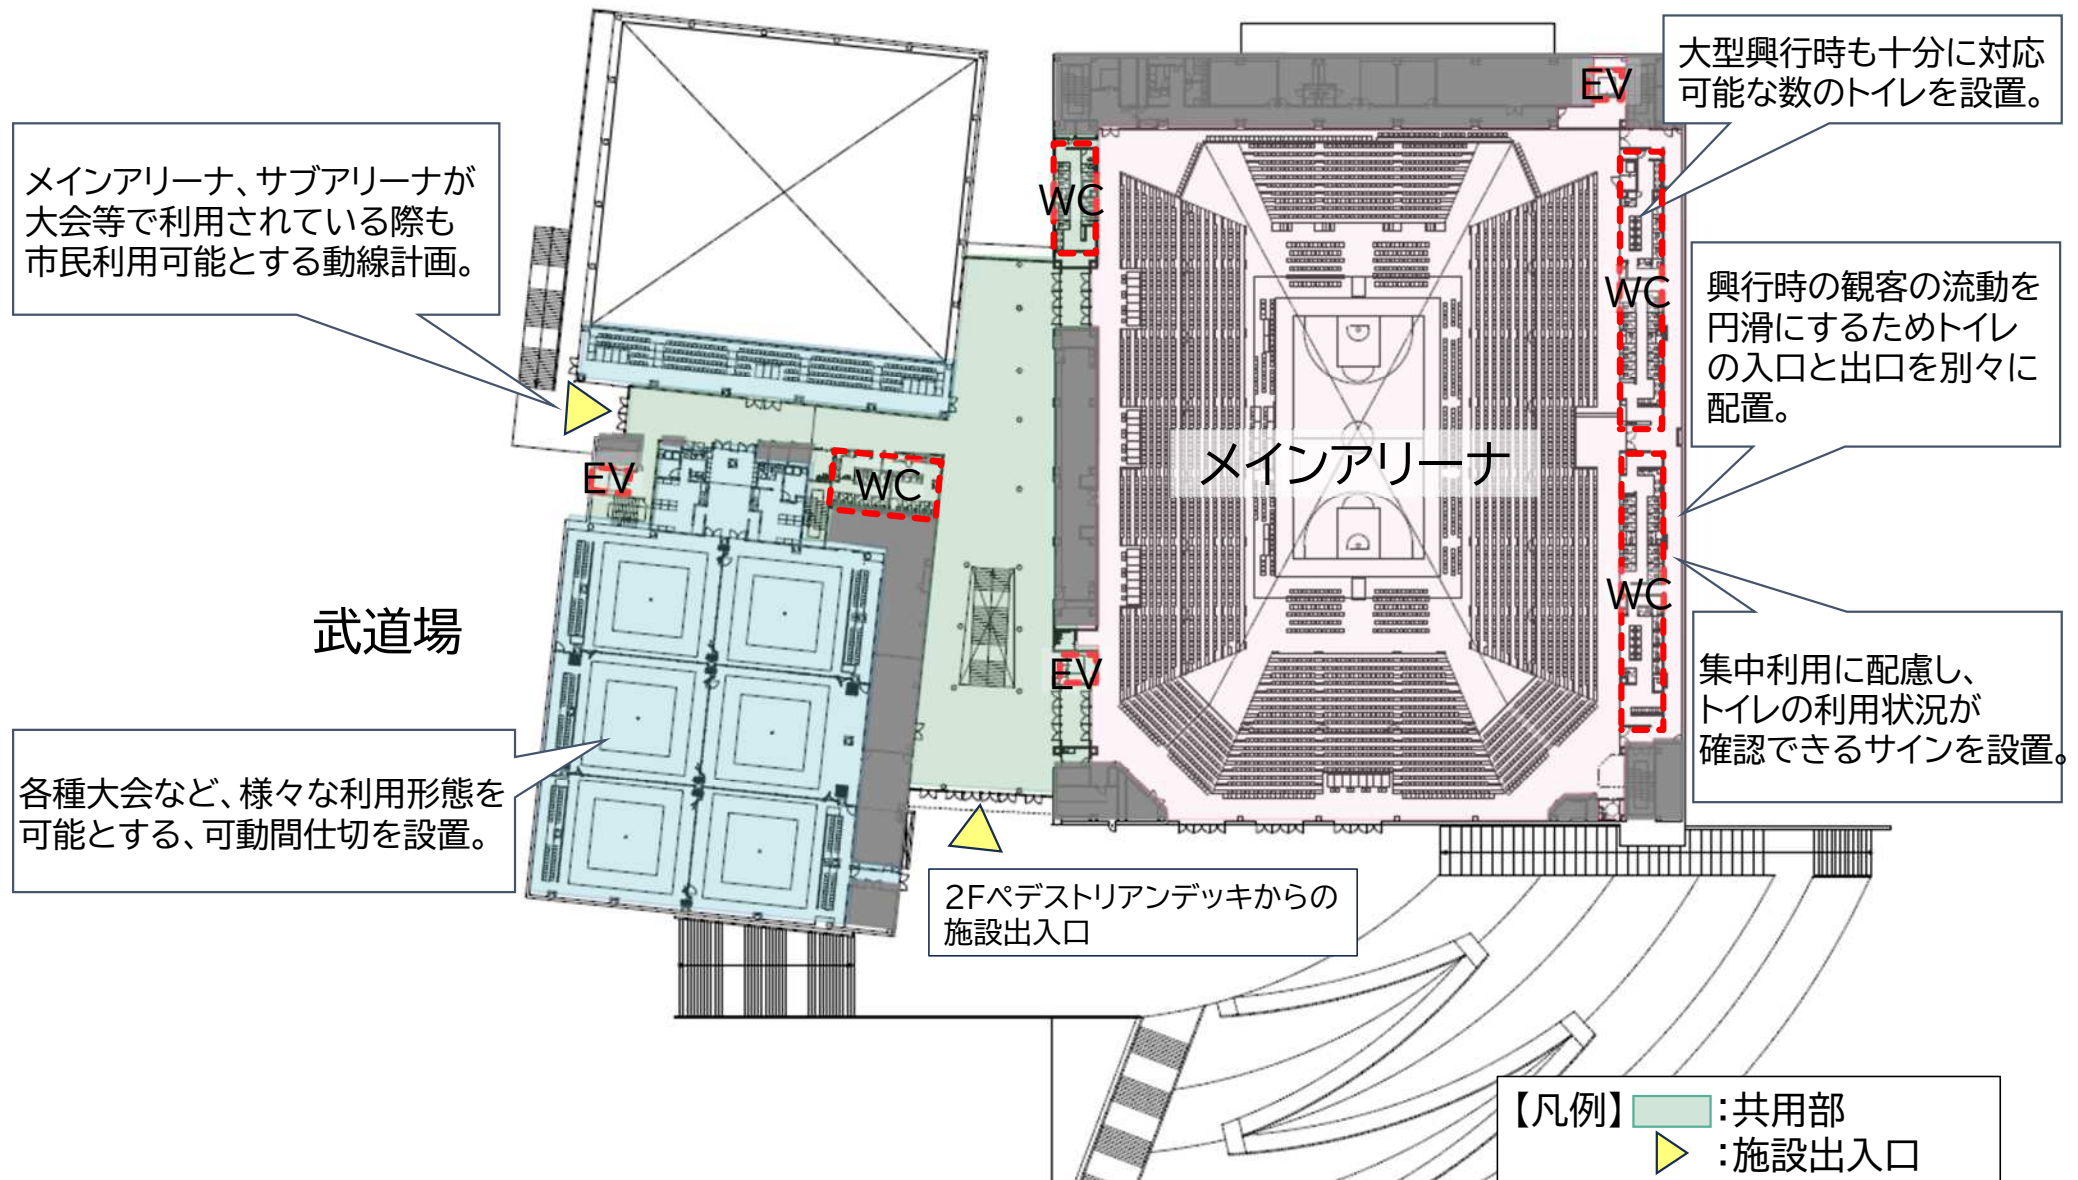 大型興行時も十分に対応
可能な数のトイレを設置。
EV
メインアリーナ、サブアリーナが
大会等で利用されている際も
市民利用可能とする動線計画。
WC
WC
興行時の観客の流動を
円滑にするためトイレ
の入口と出口を別々に
配置。
メインアリーナ
EV
WC
WC
武道場
EV
集中利用に配慮し、
トイレの利用状況が
確認できるサインを設置。
各種大会など、様々な利用形態を
可能とする、可動間仕切を設置。
2Fペデストリアンデッキからの
施設出入口
【凡例】 :共用部
:施設出入口